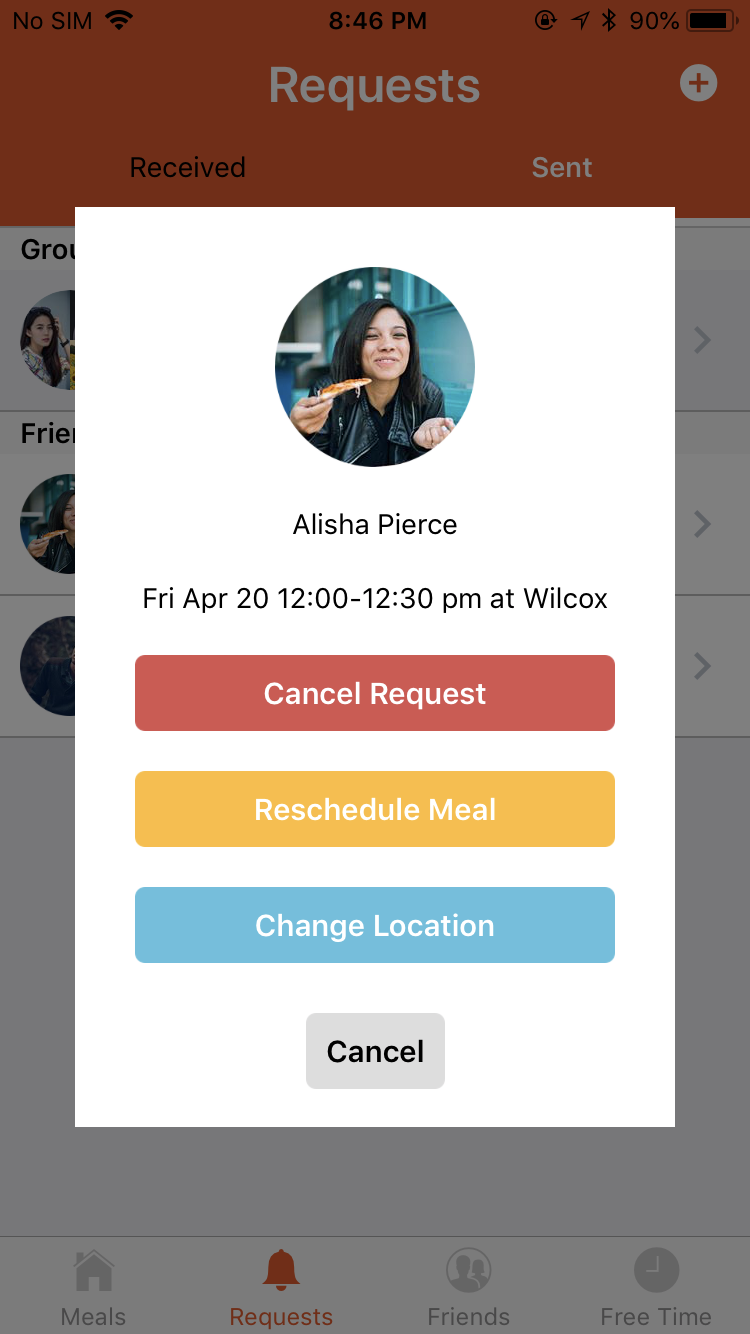 No SIM 8:46 PM 90%
Requests
Received Sent
Grou
Alisha Pierce
Fri Apr 20 12:00-12:30 pm at Wilcox
Cancel Request
Reschedule Meal
Change Location
Cancel
Meals Requests Friends Free Time